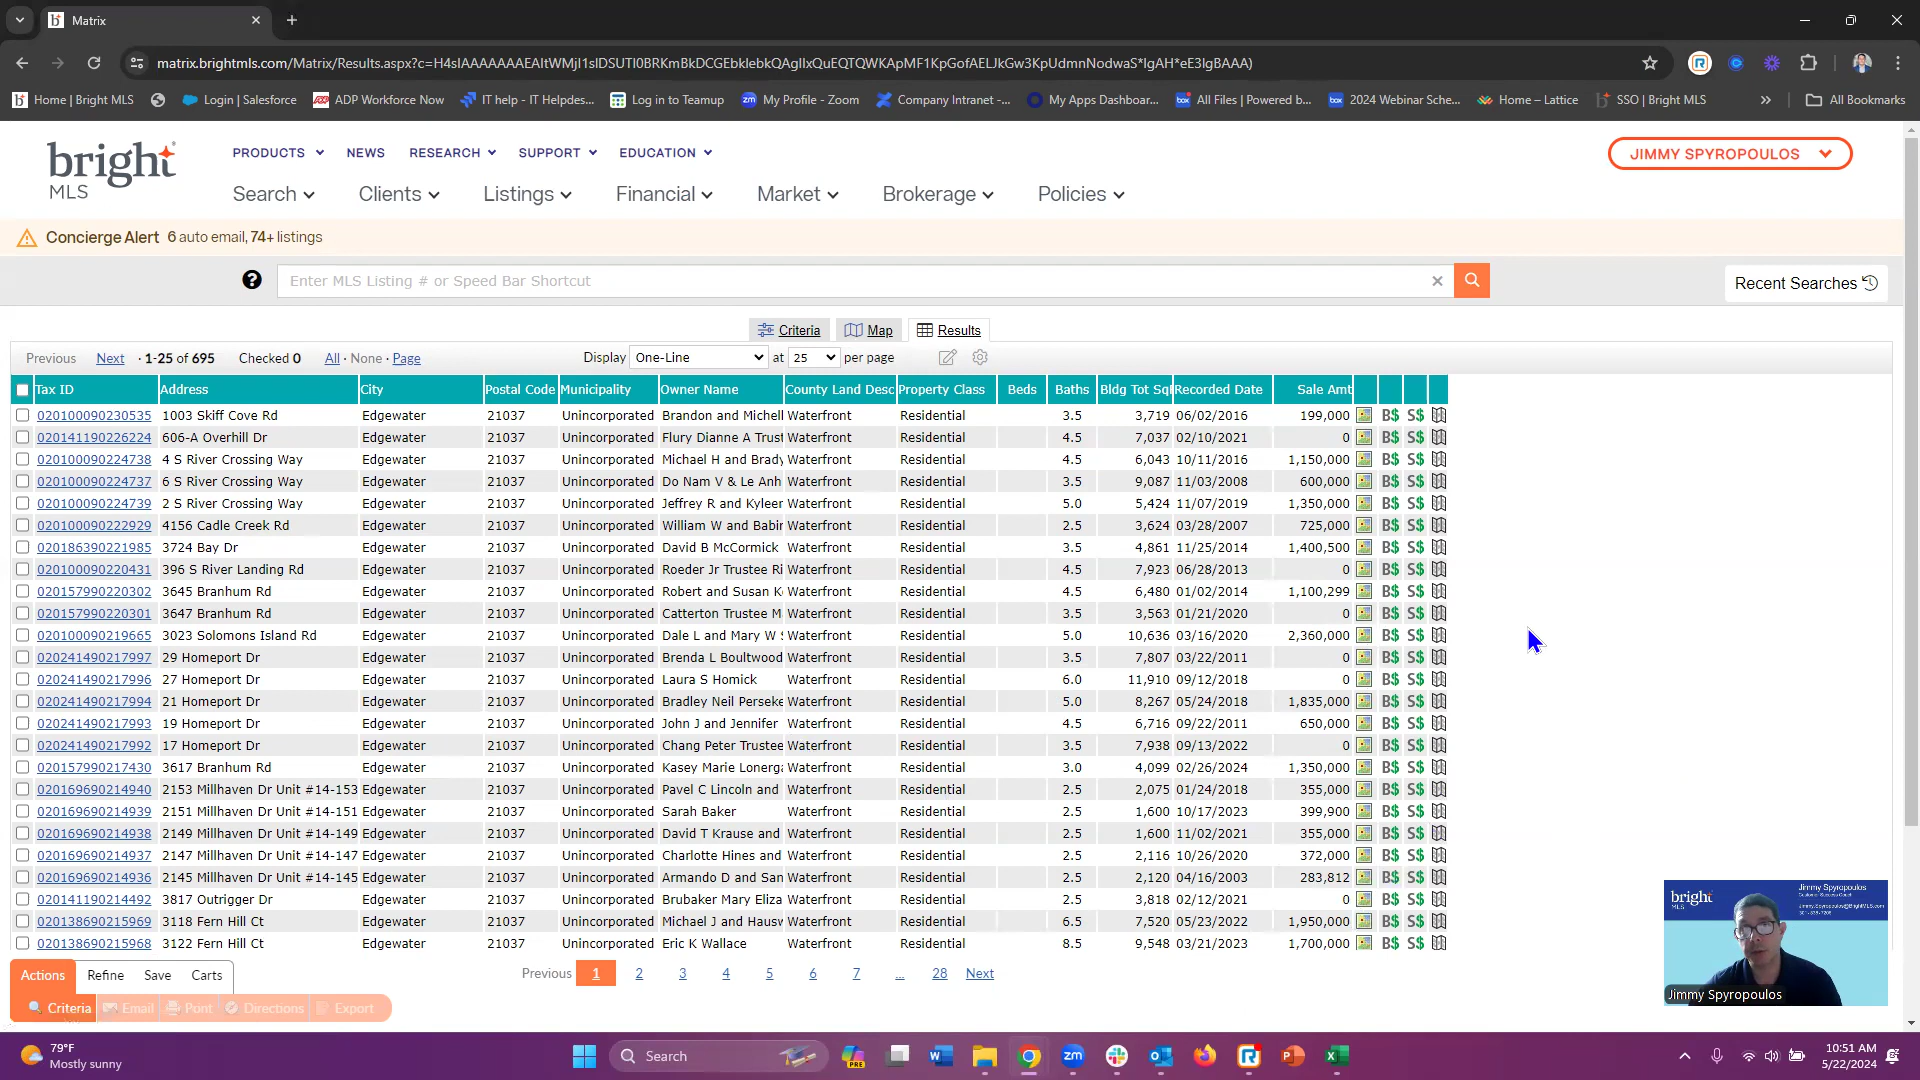 Matrix
matrix.brightmls.com/Matrix/Results.aspx?c=
Home | Bright MLS Login | Salesforce ADP Workforce Now IT help - IT Helpdes... Log in to Teamup My Profile - Zoom Company Intranet -... My Apps Dashboar... All Files | Powered b... 2024 Webinar Sche... Home – Lattice SSO | Bright MLS » All Bookmarks
bright MLS
PRODUCTS NEWS RESEARCH SUPPORT EDUCATION
JIMMY SPYROPOULOS
Search Clients Listings Financial Market Brokerage Policies
Concierge Alert 6 auto email, 74+ listings
Enter MLS Listing # or Speed Bar Shortcut
Recent Searches
Criteria Map Results
Previous Next · 1-25 of 695 Checked 0 All · None · Page Display One-Line at 25 per page
Tax ID Address City Postal Code Municipality Owner Name County Land Desc Property Class Beds Baths Bldg Tot Sq Recorded Date Sale Amt
020100090230535 1003 Skiff Cove Rd Edgewater 21037 Unincorporated Brandon and Michell Waterfront Residential 3.5 3,719 06/02/2016 199,000 B$ S$
020141190226224 606-A Overhill Dr Edgewater 21037 Unincorporated Flury Dianne A Trust Waterfront Residential 4.5 7,037 02/10/2021 0 B$ S$
020100090224738 4 S River Crossing Way Edgewater 21037 Unincorporated Michael H and Brady Waterfront Residential 4.5 6,043 10/11/2016 1,150,000 B$ S$
020100090224737 6 S River Crossing Way Edgewater 21037 Unincorporated Do Nam V & Le Anh Waterfront Residential 3.5 9,087 11/03/2008 600,000 B$ S$
020100090224739 2 S River Crossing Way Edgewater 21037 Unincorporated Jeffrey R and Kyleer Waterfront Residential 5.0 5,424 11/07/2019 1,350,000 B$ S$
020100090222929 4156 Cadle Creek Rd Edgewater 21037 Unincorporated William W and Babir Waterfront Residential 2.5 3,624 03/28/2007 725,000 B$ S$
020186390221985 3724 Bay Dr Edgewater 21037 Unincorporated David B McCormick Waterfront Residential 3.5 4,861 11/25/2014 1,400,500 B$ S$
020100090220431 396 S River Landing Rd Edgewater 21037 Unincorporated Roeder Jr Trustee Ri Waterfront Residential 4.5 7,923 06/28/2013 0 B$ S$
020157990220302 3645 Branhum Rd Edgewater 21037 Unincorporated Robert and Susan K Waterfront Residential 4.5 6,480 01/02/2014 1,100,299 B$ S$
020157990220301 3647 Branhum Rd Edgewater 21037 Unincorporated Catterton Trustee M Waterfront Residential 3.5 3,563 01/21/2020 0 B$ S$
020100090219665 3023 Solomons Island Rd Edgewater 21037 Unincorporated Dale L and Mary W S Waterfront Residential 5.0 10,636 03/16/2020 2,360,000 B$ S$
020241490217997 29 Homeport Dr Edgewater 21037 Unincorporated Brenda L Boultwood Waterfront Residential 3.5 7,807 03/22/2011 0 B$ S$
020241490217996 27 Homeport Dr Edgewater 21037 Unincorporated Laura S Homick Waterfront Residential 6.0 11,910 09/12/2018 0 B$ S$
020241490217994 21 Homeport Dr Edgewater 21037 Unincorporated Bradley Neil Perseke Waterfront Residential 5.0 8,267 05/24/2018 1,835,000 B$ S$
020241490217993 19 Homeport Dr Edgewater 21037 Unincorporated John J and Jennifer Waterfront Residential 4.5 6,716 09/22/2011 650,000 B$ S$
020241490217992 17 Homeport Dr Edgewater 21037 Unincorporated Chang Peter Trustee Waterfront Residential 3.5 7,938 09/13/2022 0 B$ S$
020157990217430 3617 Branhum Rd Edgewater 21037 Unincorporated Kasey Marie Lonerga Waterfront Residential 3.0 4,099 02/26/2024 1,350,000 B$ S$
020169690214940 2153 Millhaven Dr Unit #14-153 Edgewater 21037 Unincorporated Pavel C Lincoln and Waterfront Residential 2.5 2,075 01/24/2018 355,000 B$ S$
020169690214939 2151 Millhaven Dr Unit #14-151 Edgewater 21037 Unincorporated Sarah Baker Waterfront Residential 2.5 1,600 10/17/2023 399,900 B$ S$
020169690214938 2149 Millhaven Dr Unit #14-149 Edgewater 21037 Unincorporated David T Krause and Waterfront Residential 2.5 1,600 11/02/2021 355,000 B$ S$
020169690214937 2147 Millhaven Dr Unit #14-147 Edgewater 21037 Unincorporated Charlotte Hines and Waterfront Residential 2.5 2,116 10/26/2020 372,000 B$ S$
020169690214936 2145 Millhaven Dr Unit #14-145 Edgewater 21037 Unincorporated Armando D and San Waterfront Residential 2.5 2,120 04/16/2003 283,812 B$ S$
020141190214492 3817 Outrigger Dr Edgewater 21037 Unincorporated Brubaker Mary Eliza Waterfront Residential 2.5 3,818 02/12/2021 0 B$ S$
020138690215969 3118 Fern Hill Ct Edgewater 21037 Unincorporated Michael J and Hausv Waterfront Residential 6.5 7,520 05/23/2022 1,950,000 B$ S$
020138690215968 3122 Fern Hill Ct Edgewater 21037 Unincorporated Eric K Wallace Waterfront Residential 8.5 9,548 03/21/2023 1,700,000 B$ S$
Actions Refine Save Carts
Previous 1 2 3 4 5 6 7 ... 28 Next
Criteria Email Print Directions Export
bright MLS
Jimmy Spyropoulos
Customer Success Coach
Jimmy.Spyropoulos@BrightMLS.com
Jimmy Spyropoulos
79°F
Mostly sunny
Search
PRE
zm
10:51 AM
5/22/2024